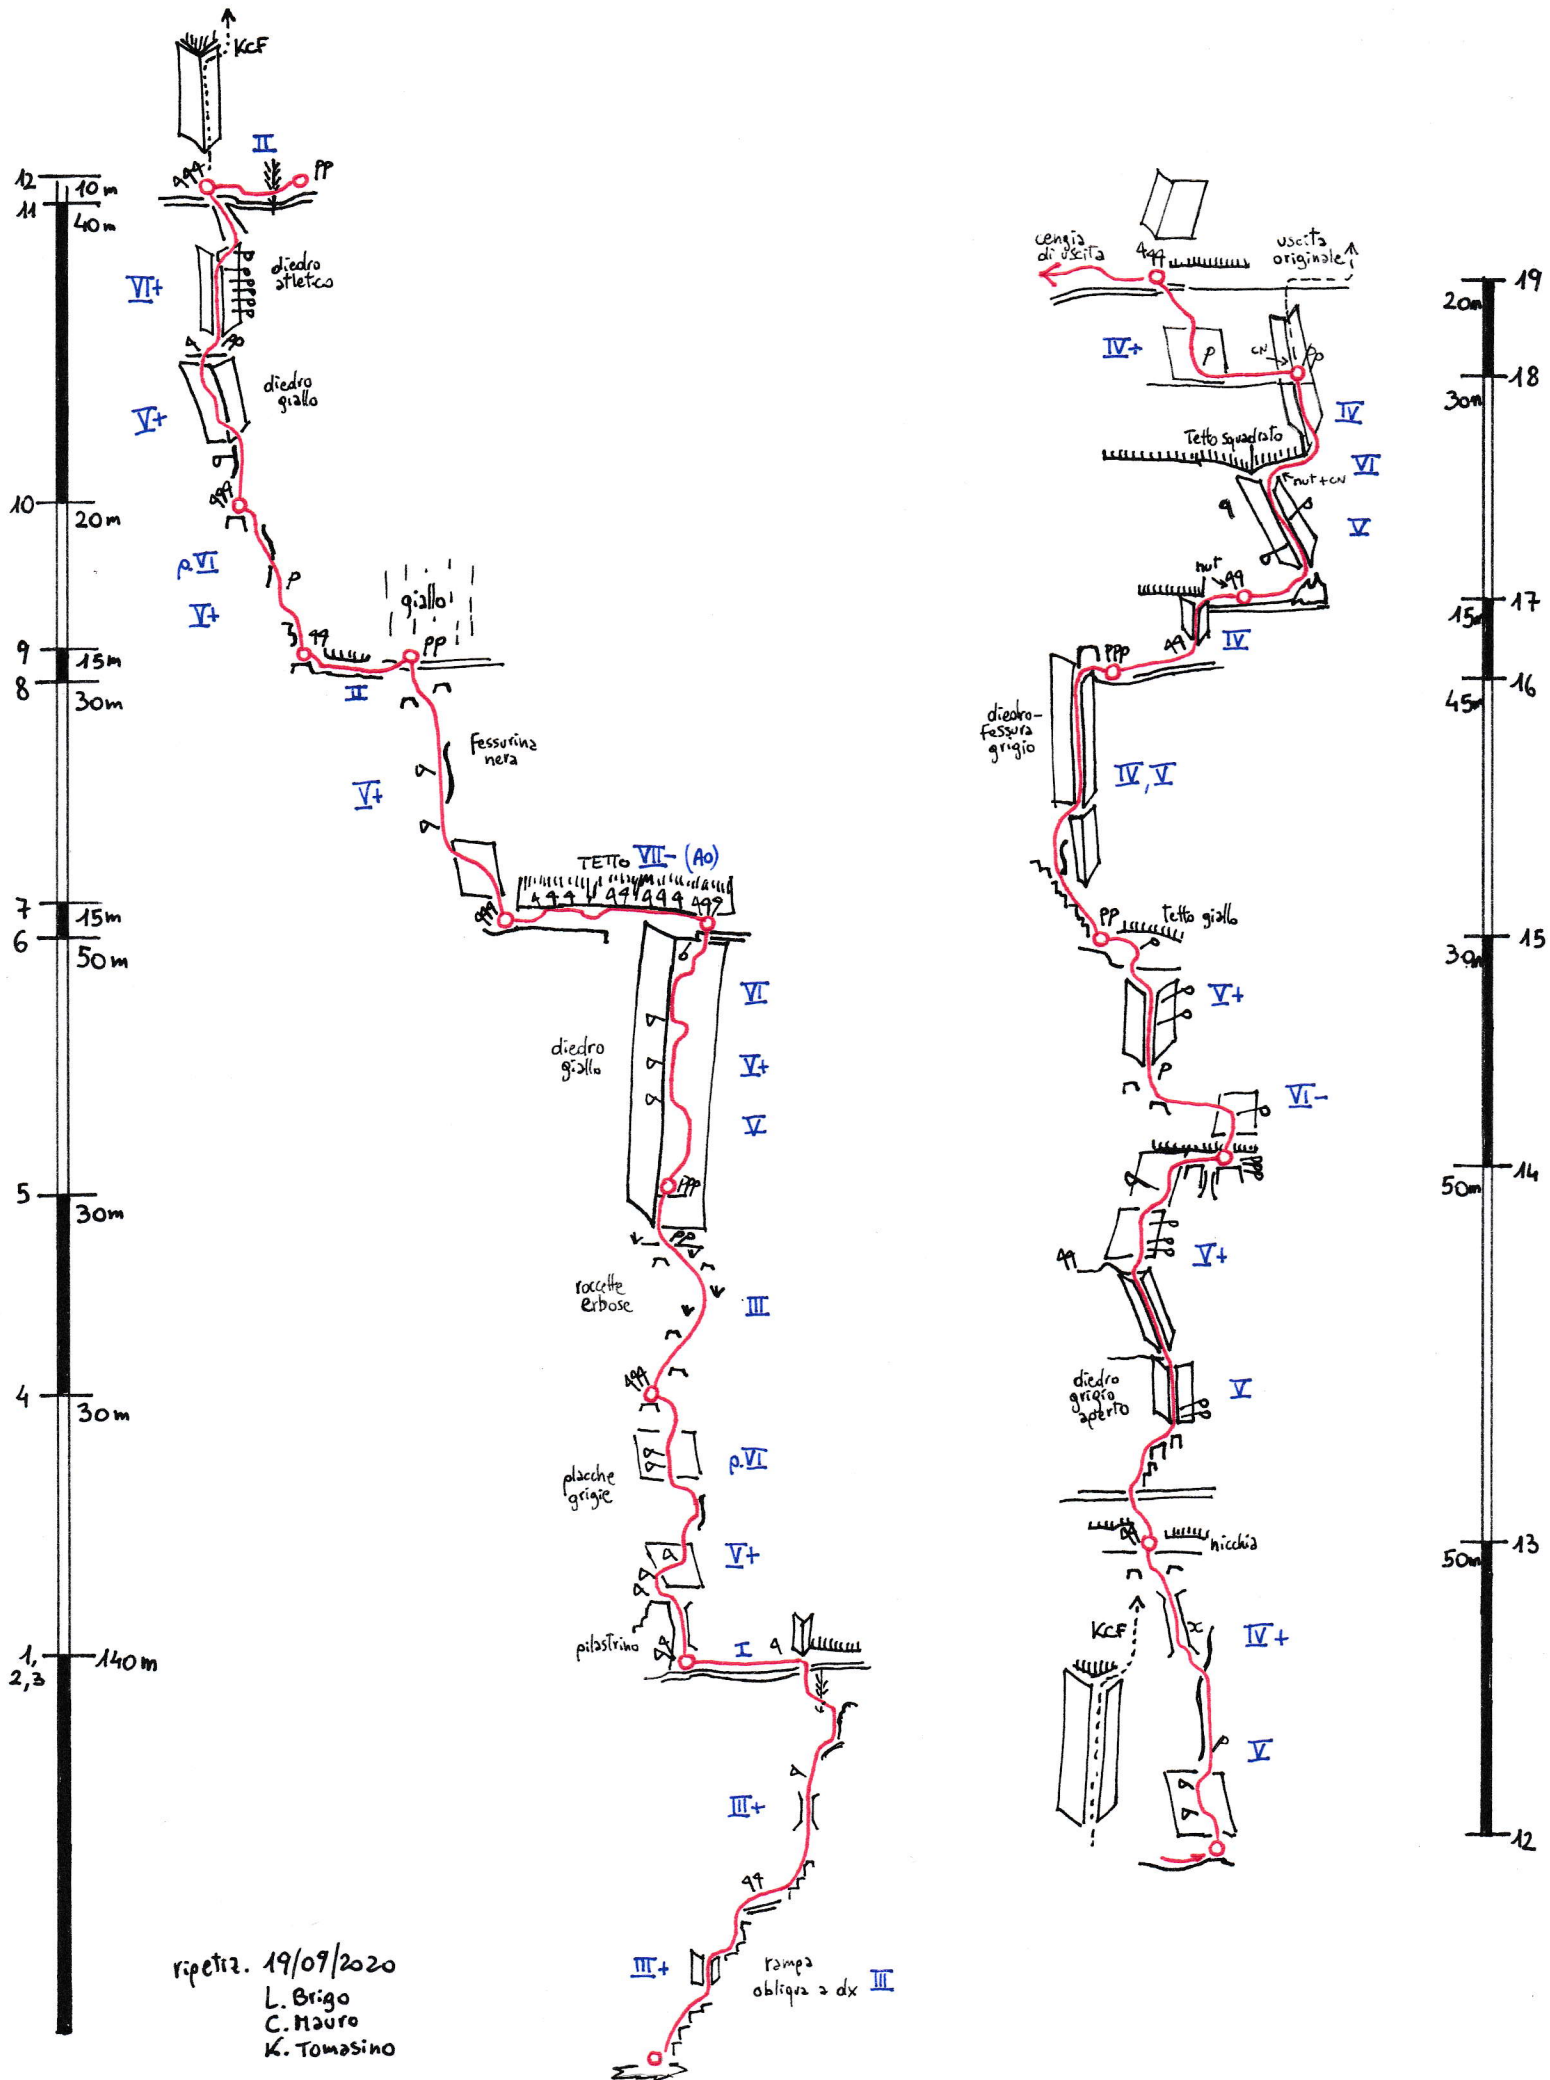 KCF
II
PP
12
10m
11
40m
diedro
atletico
VI+
diedro
giallo
V+
10
20m
p.VI
P
V+
giallo
9
15m
PP
8
30m
II
Fessurina
nera
V+
TETTO VII- (A0)
7
15m
6
50m
VI
diedro
giallo
V+
V
5
30m
PPP
PP
roccette
erbose
III
4
30m
p.VI
placche
grigie
V+
pilastrino
I
1,
2,3
140m
III+
III+
rampa
obliqua a dx III
ripetiz. 19/09/2020
L. Brigo
C. Mauro
K. Tomasino
cengia
di uscita
uscita
originale
19
20m
IV+
P
CN
18
30m
IV
Tetto squadrato
VI
nut+CN
V
nut
17
15m
IV
PPP
16
45m
diedro-
fessura
grigio
IV, V
PP
tetto giallo
15
30m
V+
P
VI-
14
50m
V+
diedro
grigio
aperto
V
nicchia
13
50m
KCF
IV+
V
12